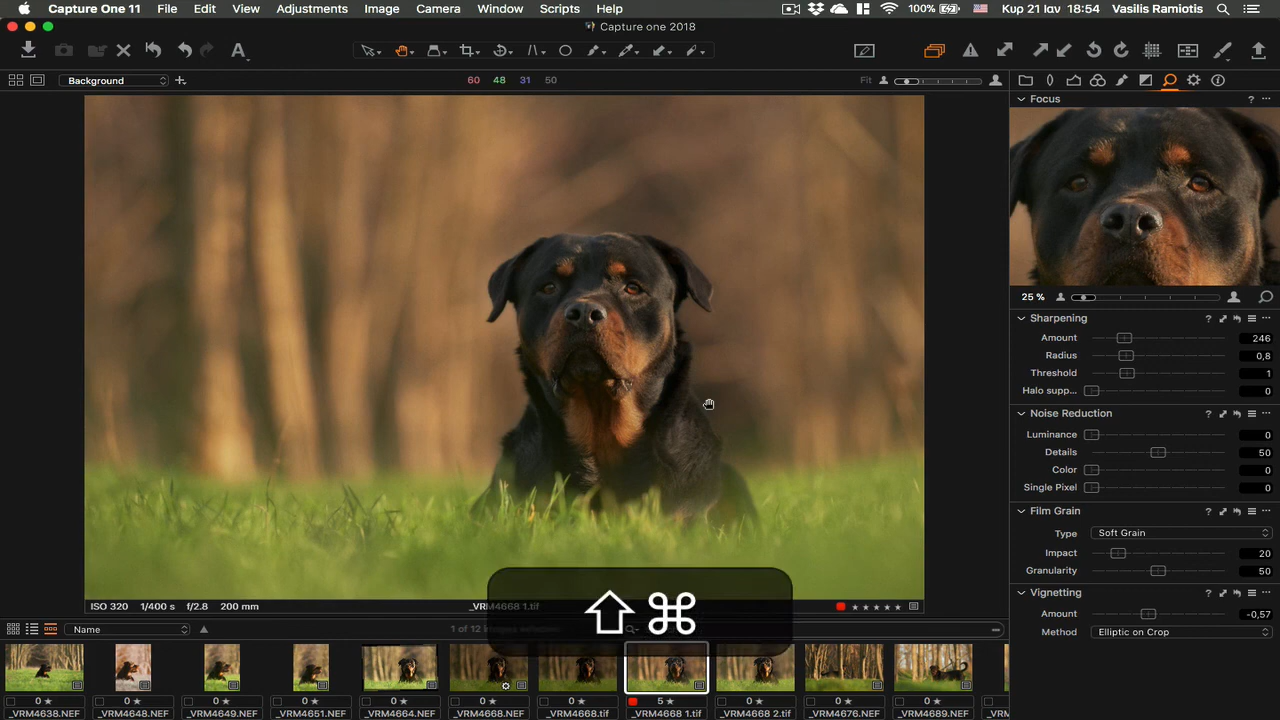 Capture One 11 File Edit View Adjustments Image Camera Window Scripts Help 100% Κυρ 21 Ιαν 18:54 Vasilis Ramiotis
Capture one 2018
Background 60 48 31 50 Fit
Focus
25 %
Sharpening
Amount 246
Radius 0,8
Threshold 1
Halo supp... 0
Noise Reduction
Luminance 0
Details 50
Color 0
Single Pixel 0
Film Grain
Type Soft Grain
Impact 20
Granularity 50
Vignetting
Amount -0,57
Method Elliptic on Crop
ISO 320 1/400 s f/2.8 200 mm _VRM4668 1.tif
Name 1 of 12 images selected
0 0 0 0 0 0 0 5 0 0 0
_VRM4638.NEF _VRM4648.NEF _VRM4649.NEF _VRM4651.NEF _VRM4664.NEF _VRM4668.NEF _VRM4668.tif _VRM4668 1.tif _VRM4668 2.tif _VRM4676.NEF _VRM4689.NEF